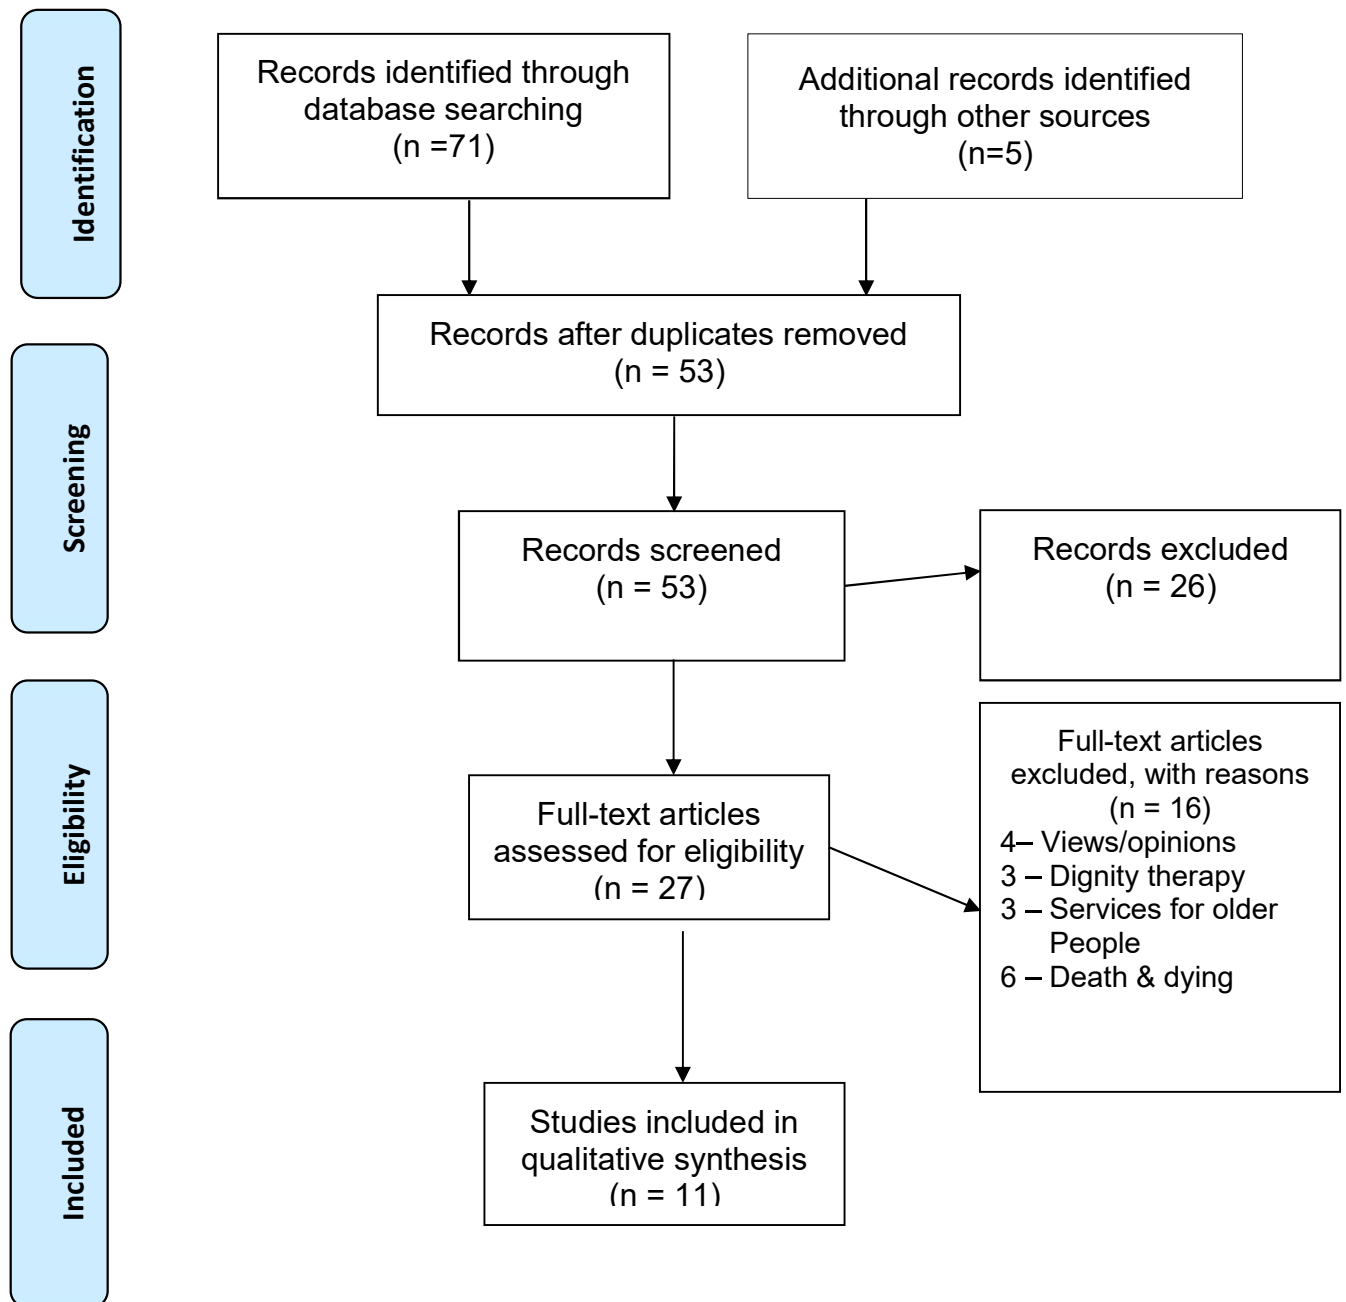 Identification
Records identified through
database searching
(n =71)
Additional records identified
through other sources
(n=5)
Records after duplicates removed
(n = 53)
Screening
Records screened
(n = 53)
Records excluded
(n = 26)
Eligibility
Full-text articles
assessed for eligibility
(n = 27)
Full-text articles
excluded, with reasons
(n = 16)
4– Views/opinions
3 – Dignity therapy
3 – Services for older
People
6 – Death & dying
Included
Studies included in
qualitative synthesis
(n = 11)